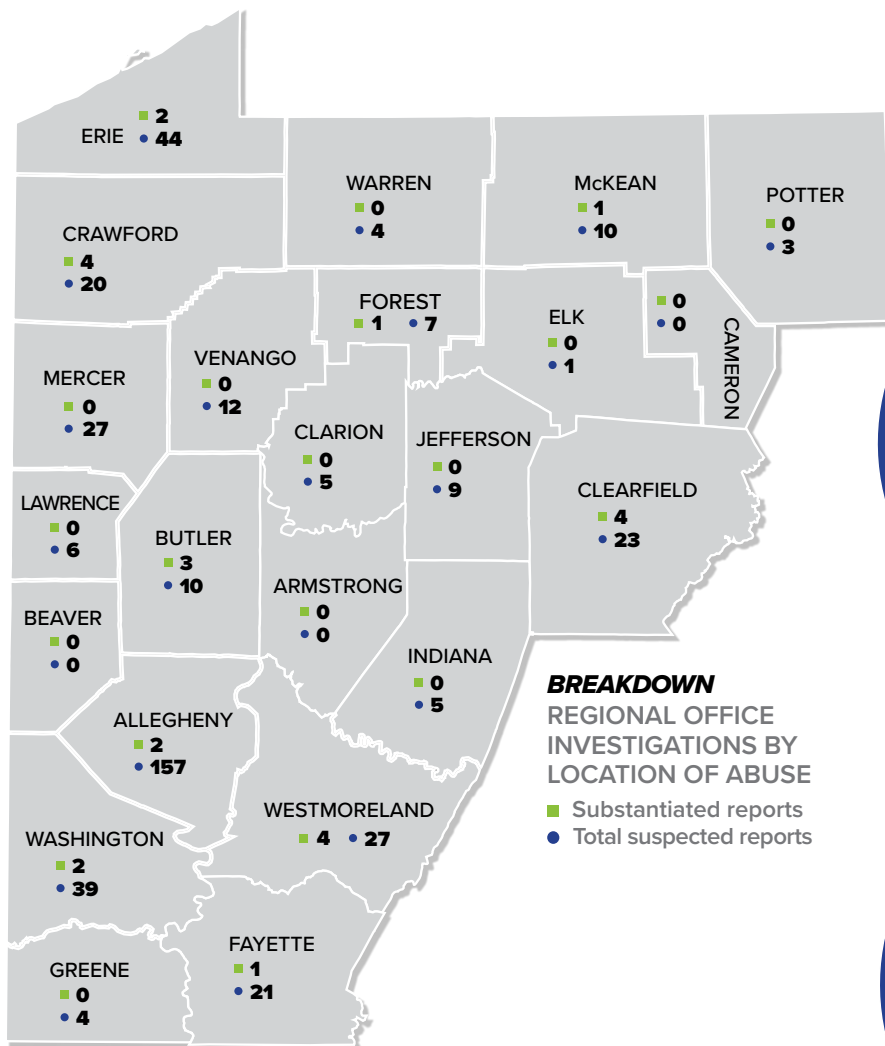 ERIE
2
44
WARREN
0
4
McKEAN
1
10
POTTER
0
3
CRAWFORD
4
20
FOREST
1 7
ELK
0
1
0
0
CAMERON
VENANGO
0
12
MERCER
0
27
CLARION
0
5
JEFFERSON
0
9
CLEARFIELD
4
23
LAWRENCE
0
6
BUTLER
3
10
ARMSTRONG
0
0
BEAVER
0
0
INDIANA
0
5
ALLEGHENY
2
157
WESTMORELAND
4 27
WASHINGTON
2
39
FAYETTE
1
21
GREENE
0
4
BREAKDOWN
REGIONAL OFFICE
INVESTIGATIONS BY
LOCATION OF ABUSE
Substantiated reports
Total suspected reports